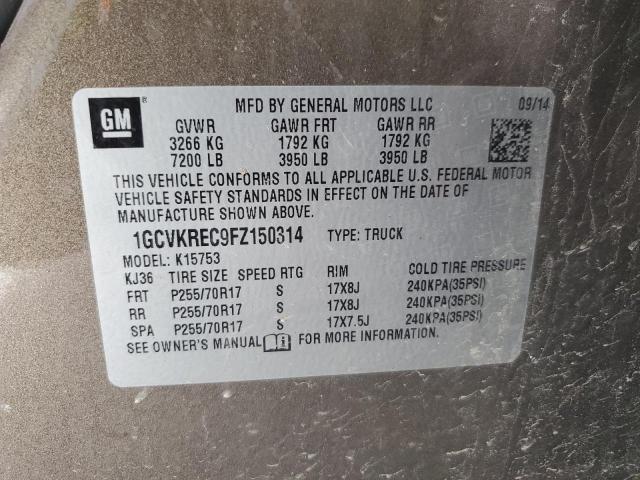 GM ® MFD BY GENERAL MOTORS LLC 09/14
GVWR GAWR FRT GAWR RR
3266 KG 1792 KG 1792 KG
7200 LB 3950 LB 3950 LB
THIS VEHICLE CONFORMS TO ALL APPLICABLE U.S. FEDERAL MOTOR
VEHICLE SAFETY STANDARDS IN EFFECT ON THE DATE OF
MANUFACTURE SHOWN ABOVE.
1GCVKREC9FZ150314 TYPE: TRUCK
MODEL: K15753
KJ36 TIRE SIZE SPEED RTG RIM COLD TIRE PRESSURE
FRT P255/70R17 S 17X8J 240KPA(35PSI)
RR P255/70R17 S 17X8J 240KPA(35PSI)
SPA P255/70R17 S 17X7.5J 240KPA(35PSI)
SEE OWNER'S MANUAL FOR MORE INFORMATION.